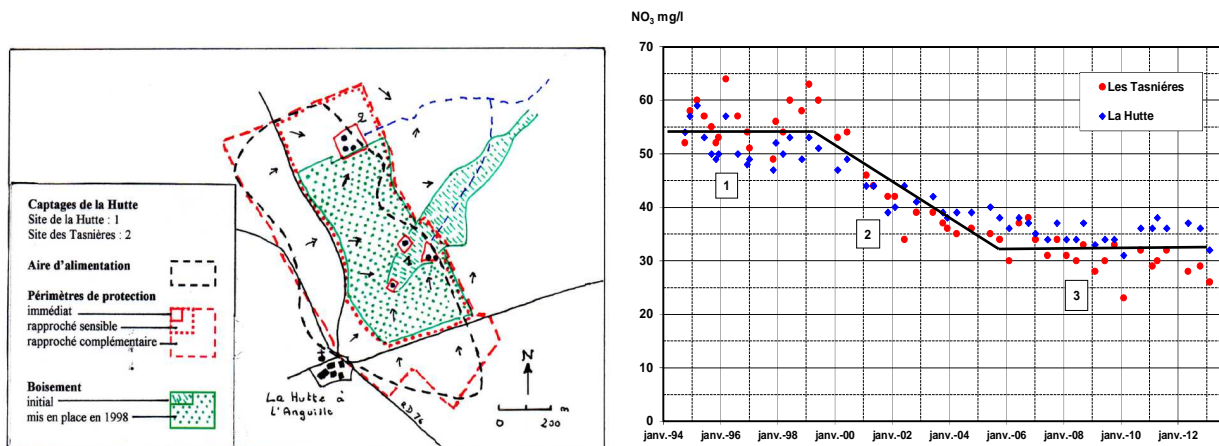 Captages de la Hutte
Site de la Hutte : 1
Site des Tasnières : 2
Aire d'alimentation
Périmètres de protection
immédiat
rapproché sensible
rapproché complémentaire
Boisement
initial
mis en place en 1998
2
1
La Hutte à
L'Anguille
RD 76
N
0 200 m
NO3 mg/l
70
60
50
40
30
20
10
0
Les Tasniéres
La Hutte
1
2
3
janv.-94 janv.-96 janv.-98 janv.-00 janv.-02 janv.-04 janv.-06 janv.-08 janv.-10 janv.-12